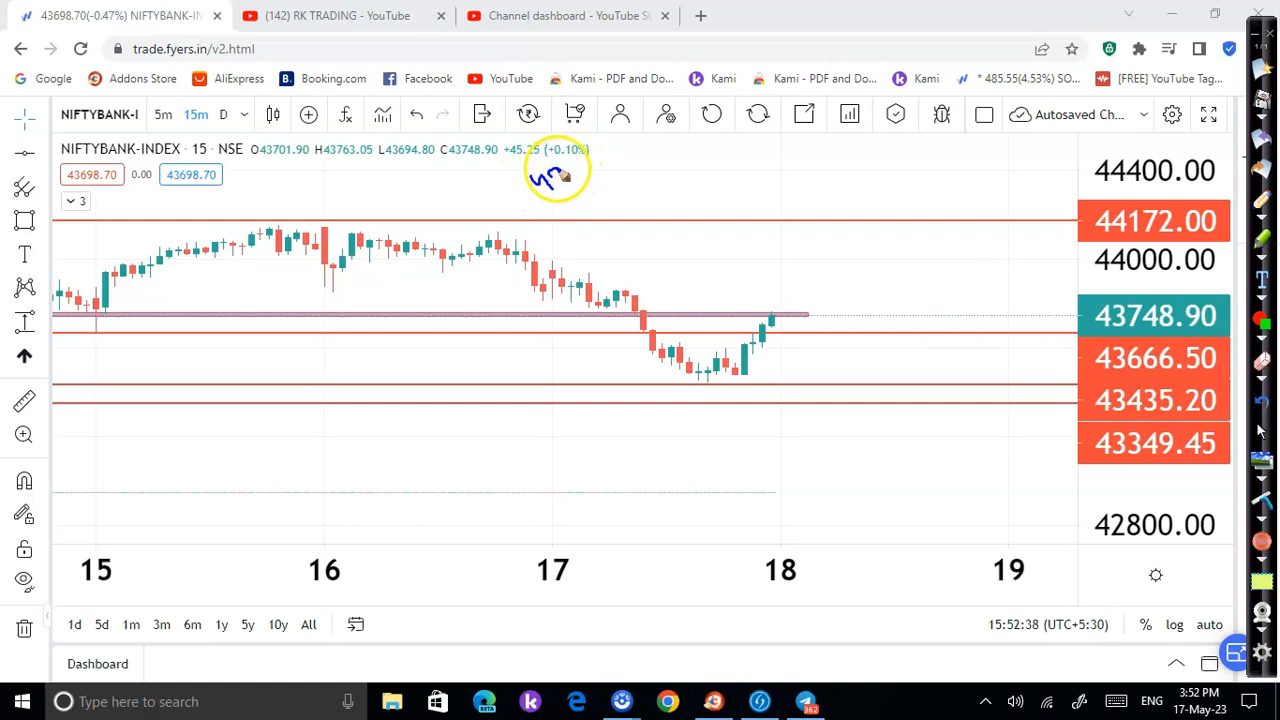 43698.70(-0.47%) NIFTYBANK-IN
(142) RK TRADING - YouTube
Channel dashboard - YouTube St
trade.fyers.in/v2.html
Google
Addons Store
AliExpress
Booking.com
Facebook
YouTube
Kami - PDF and Do...
Kami
Kami - PDF and Do...
Kami
* 485.55(4.53%) SO...
[FREE] YouTube Tag...
1/1
NIFTYBANK-I
5m
15m
D
Autosaved Ch...
NIFTYBANK-INDEX · 15 · NSE O43701.90 H43763.05 L43694.80 C43748.90 +45.25 (+0.10%)
43698.70
0.00
43698.70
3
44400.00
44172.00
44000.00
43748.90
43666.50
43435.20
43349.45
42800.00
15
16
17
18
19
1d
5d
1m
3m
6m
1y
5y
10y
All
15:52:38 (UTC+5:30)
%
log
auto
Dashboard
Type here to search
BETA
362
ENG
3:52 PM
17-May-23